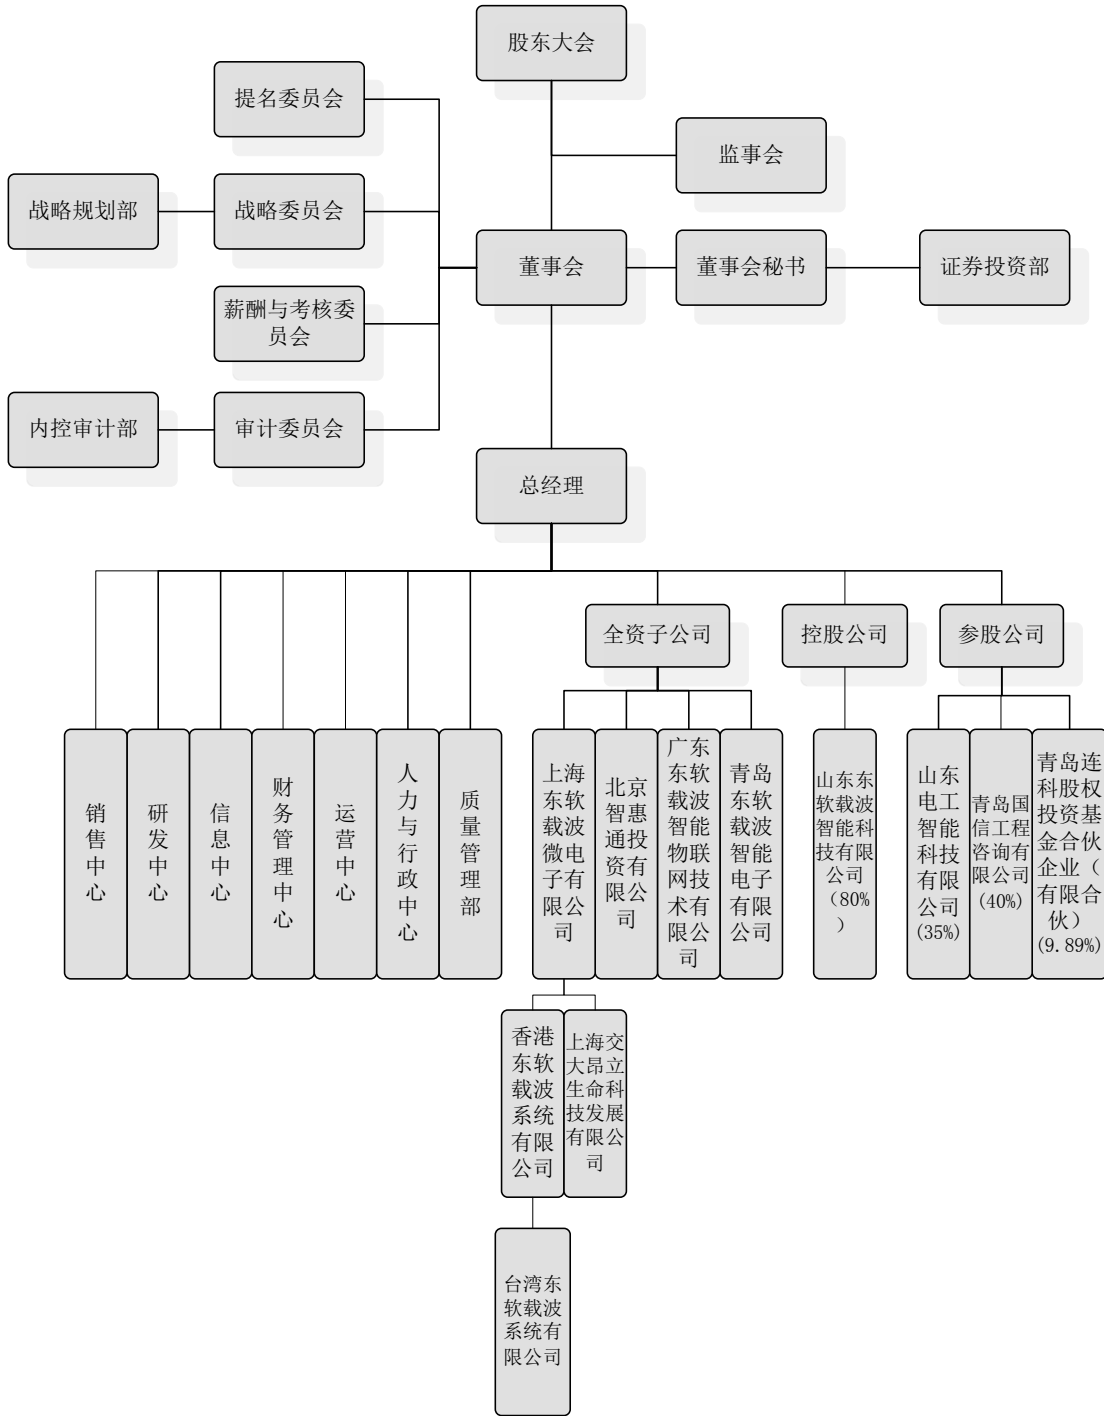 股东大会
提名委员会
监事会
战略规划部
战略委员会
董事会
董事会秘书
证券投资部
薪酬与考核委
员会
内控审计部
审计委员会
总经理
全资子公司
控股公司
参股公司
销
售
中
心
研
发
中
心
信
息
中
心
财
务
管
理
中
心
运
营
中
心
人
力
与
行
政
中
心
质
量
管
理
部
上海
东软
载波
微电
子有
限公
司
北京
智惠
通投
资有
限公
司
广东
东软
载波
智能
物联
网技
术有
限公
司
青岛
东软
载波
智能
电子
有限
公司
山东东
软载波
智能科
技有限
公司
（80%
）
山东
电工
智能
科技
有限
公司
(35%)
青岛国
信工程
咨询有
限公司
(40%)
青岛连
科股权
投资基
金合伙
企业（
有限合
伙）
(9.89%)
香港
东软
载波
系统
有限
公司
上海交
大昂立
生命科
技发展
有限公
司
台湾东
软载波
系统有
限公司